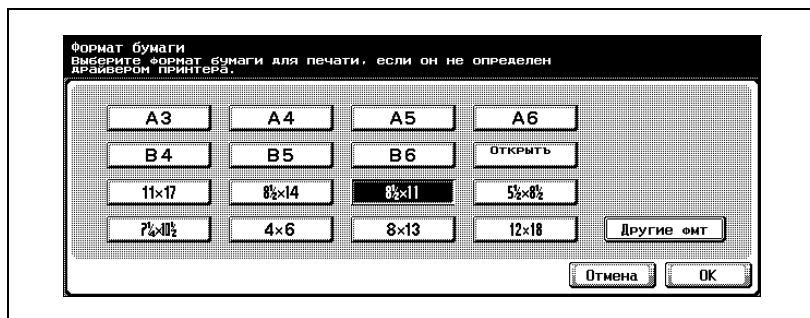 Формат бумаги
Выберите формат бумаги для печати, если он не определен
драйвером принтера.
A3 A4 A5 A6
B4 B5 B6 Открыть
11×17 8½×14 8½×11 5½×8½
7¼×10½ 4×6 8×13 12×18 Другие фмт
Отмена OK